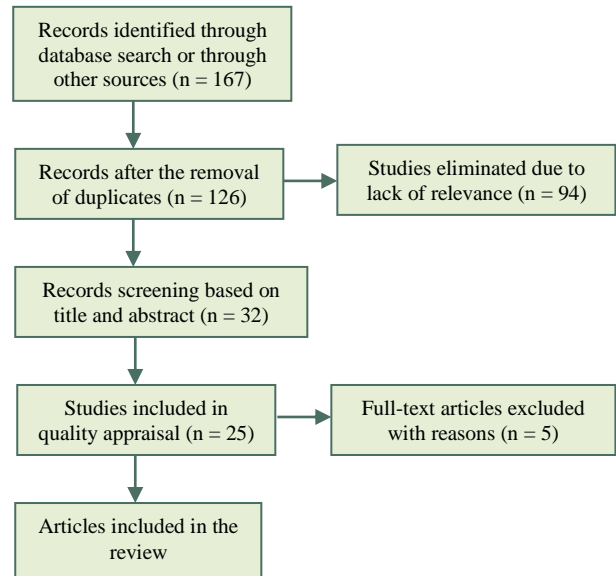 Records identified through
database search or through
other sources (n = 167)
Records after the removal
of duplicates (n = 126)
Studies eliminated due to
lack of relevance (n = 94)
Records screening based on
title and abstract (n = 32)
Studies included in
quality appraisal (n = 25)
Full-text articles excluded
with reasons (n = 5)
Articles included in the
review